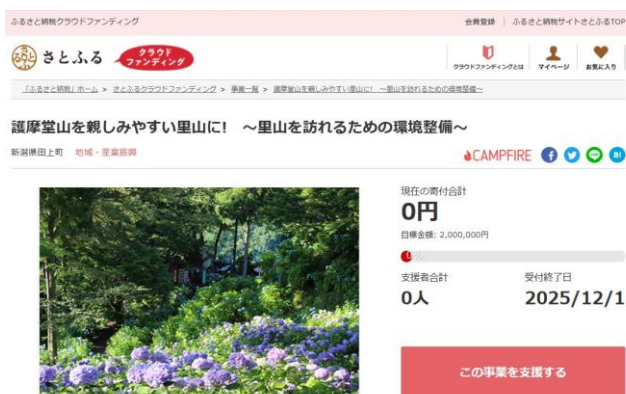 ふるさと納税クラウドファンディング
会員登録 | ふるさと納税サイトさとふるTOP
さとふる クラウドファンディング
クラウドファンディングとは マイページ お気に入り
「ふるさと納税」ホーム > さとふるクラウドファンディング > 事業一覧 > 護摩堂山を親しみやすい里山に! ～里山を訪れるための環境整備～
護摩堂山を親しみやすい里山に! ～里山を訪れるための環境整備～
新潟県田上町 地域・産業振興
CAMPFIRE
現在の寄付合計
0円
目標金額: 2,000,000円
0%
支援者合計 受付終了日
0人 2025/12/1
この事業を支援する